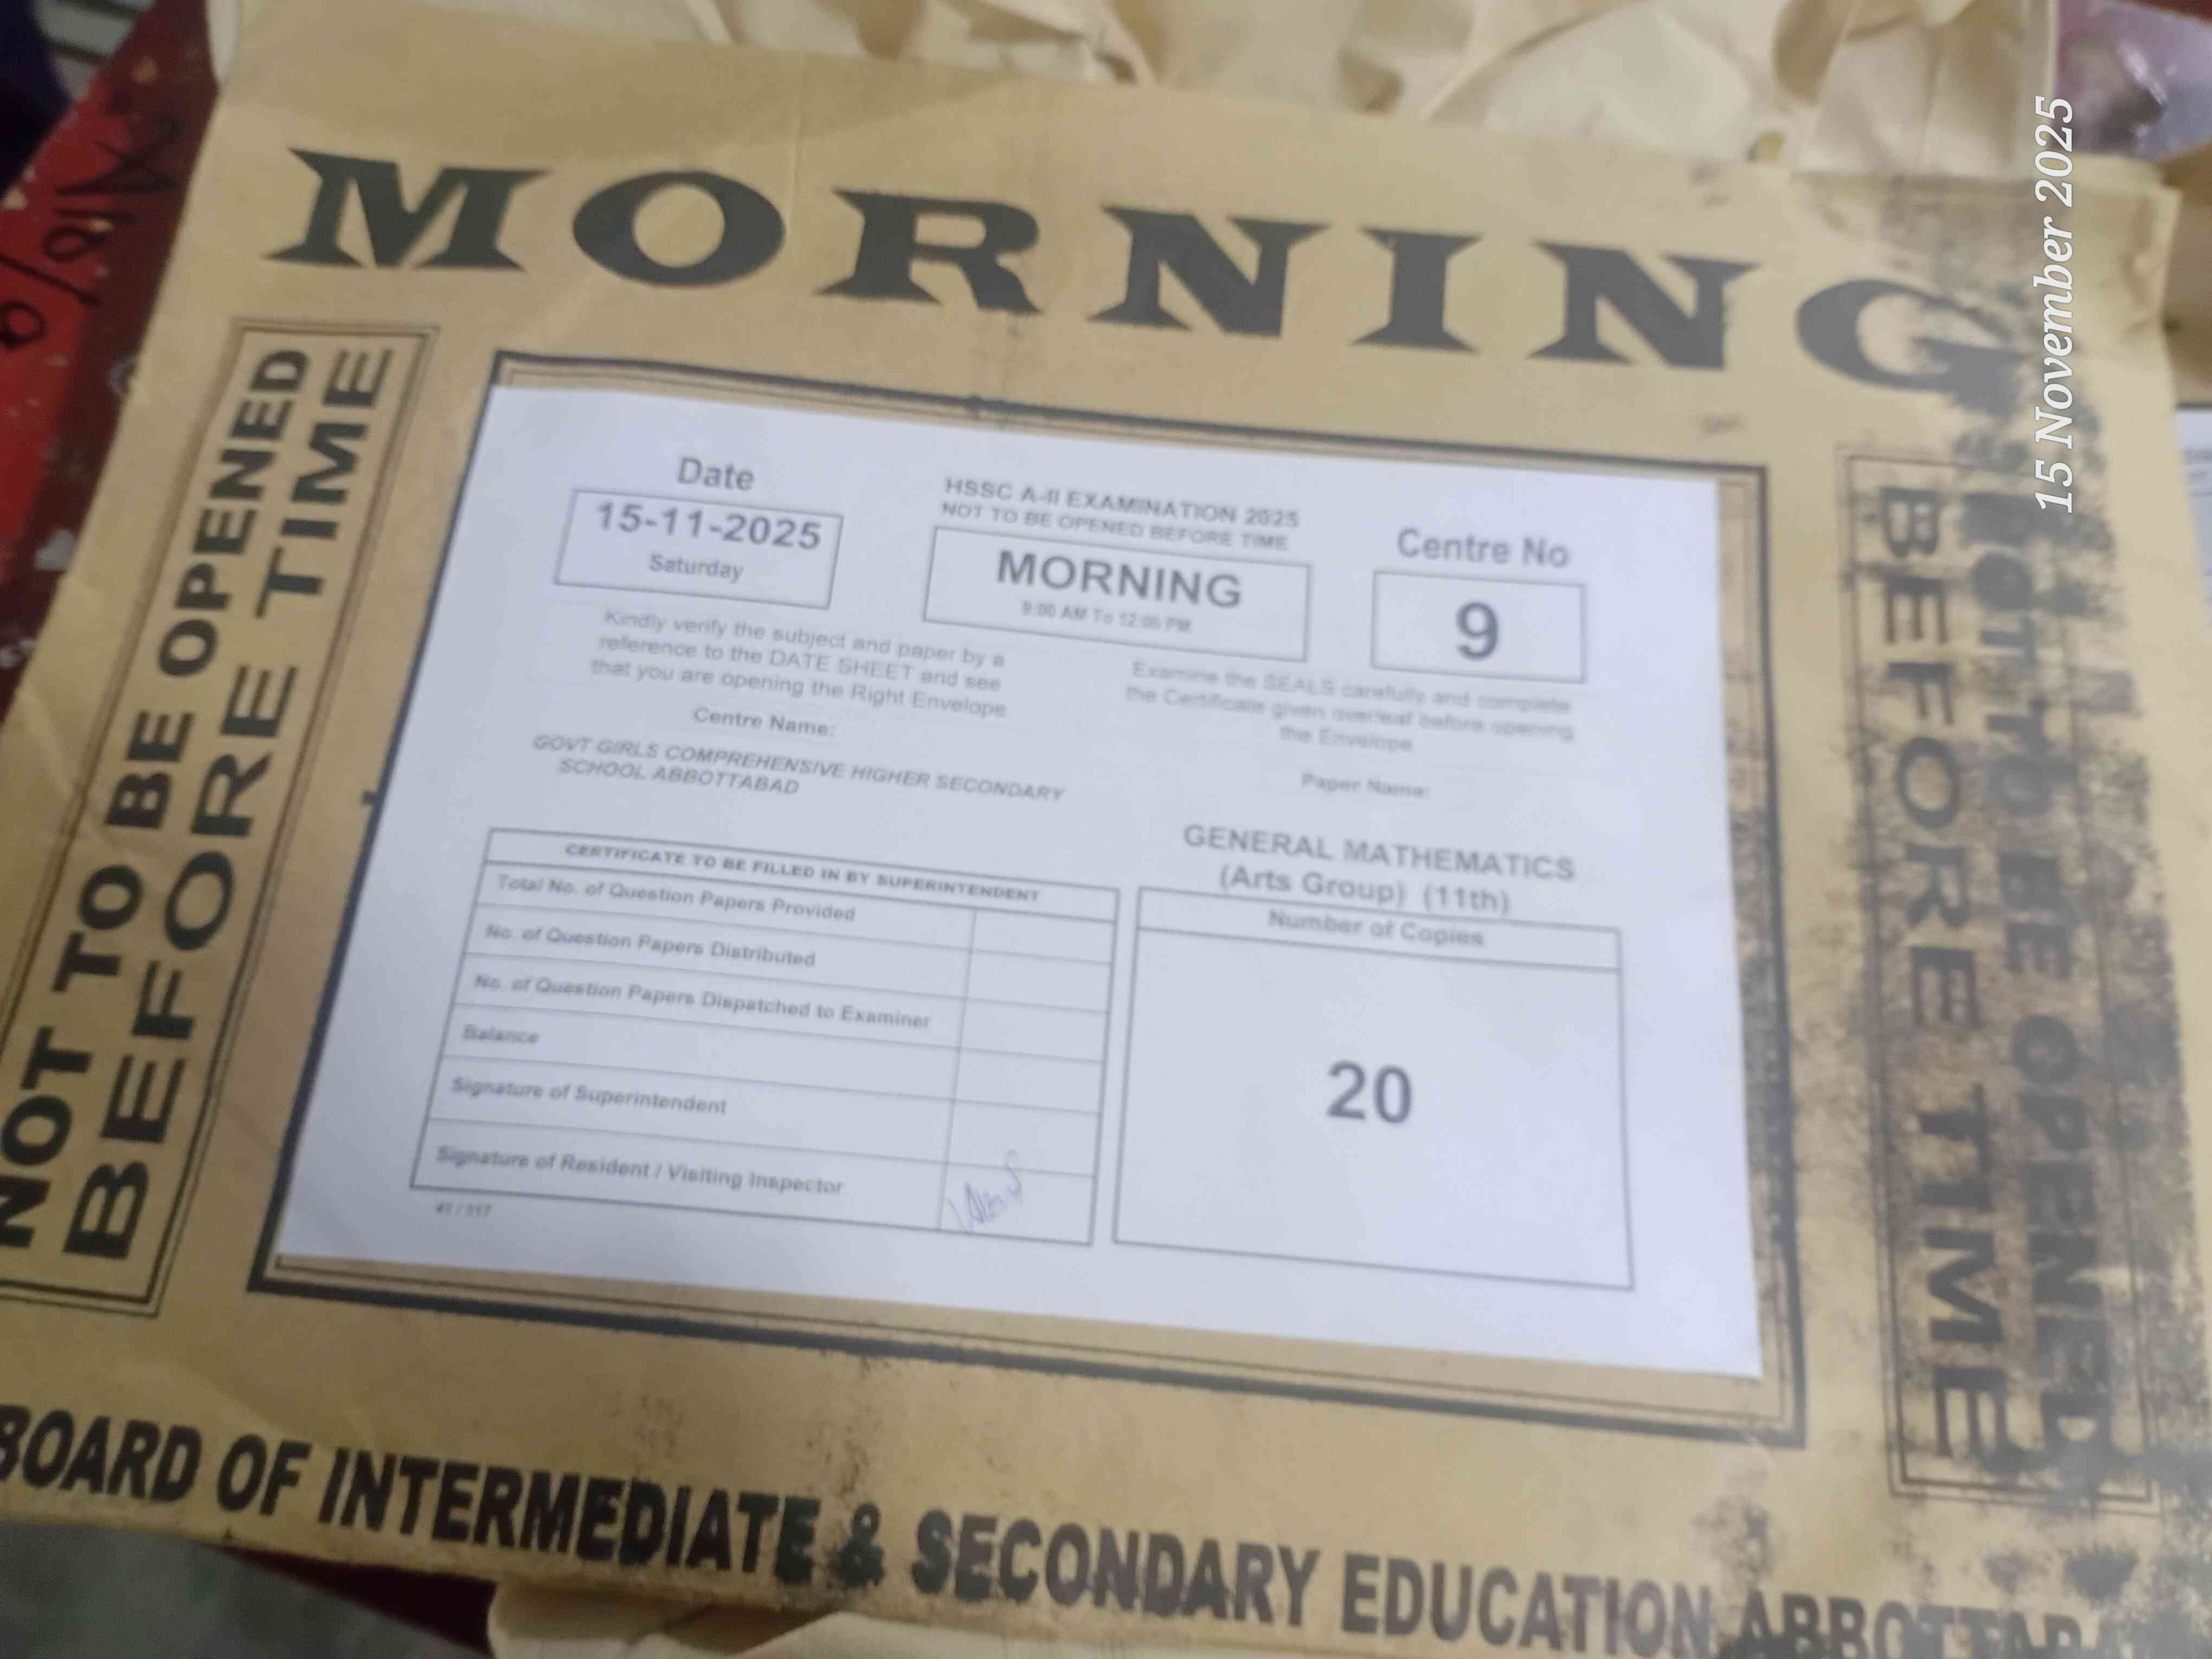 MORNING
15 November 2025
NOT TO BE OPENED
BEFORE TIME
Date
15-11-2025
Saturday
HSSC A-II EXAMINATION 2025
NOT TO BE OPENED BEFORE TIME
MORNING
9:00 AM To 12:05 PM
Centre No
9
Kindly verify the subject and paper by a
reference to the DATE SHEET and see
that you are opening the Right Envelope
Examine the SEALS carefully and complete
the Certificate given overleaf before opening
the Envelope
Centre Name:
GOVT GIRLS COMPREHENSIVE HIGHER SECONDARY
SCHOOL ABBOTTABAD
Paper Name:
GENERAL MATHEMATICS
(Arts Group) (11th)
CERTIFICATE TO BE FILLED IN BY SUPERINTENDENT
Total No. of Question Papers Provided
No. of Question Papers Distributed
No. of Question Papers Dispatched to Examiner
Balance
Signature of Superintendent
Signature of Resident / Visiting Inspector
Number of Copies
20
NOT TO BE OPENED
BEFORE TIME
BOARD OF INTERMEDIATE & SECONDARY EDUCATION